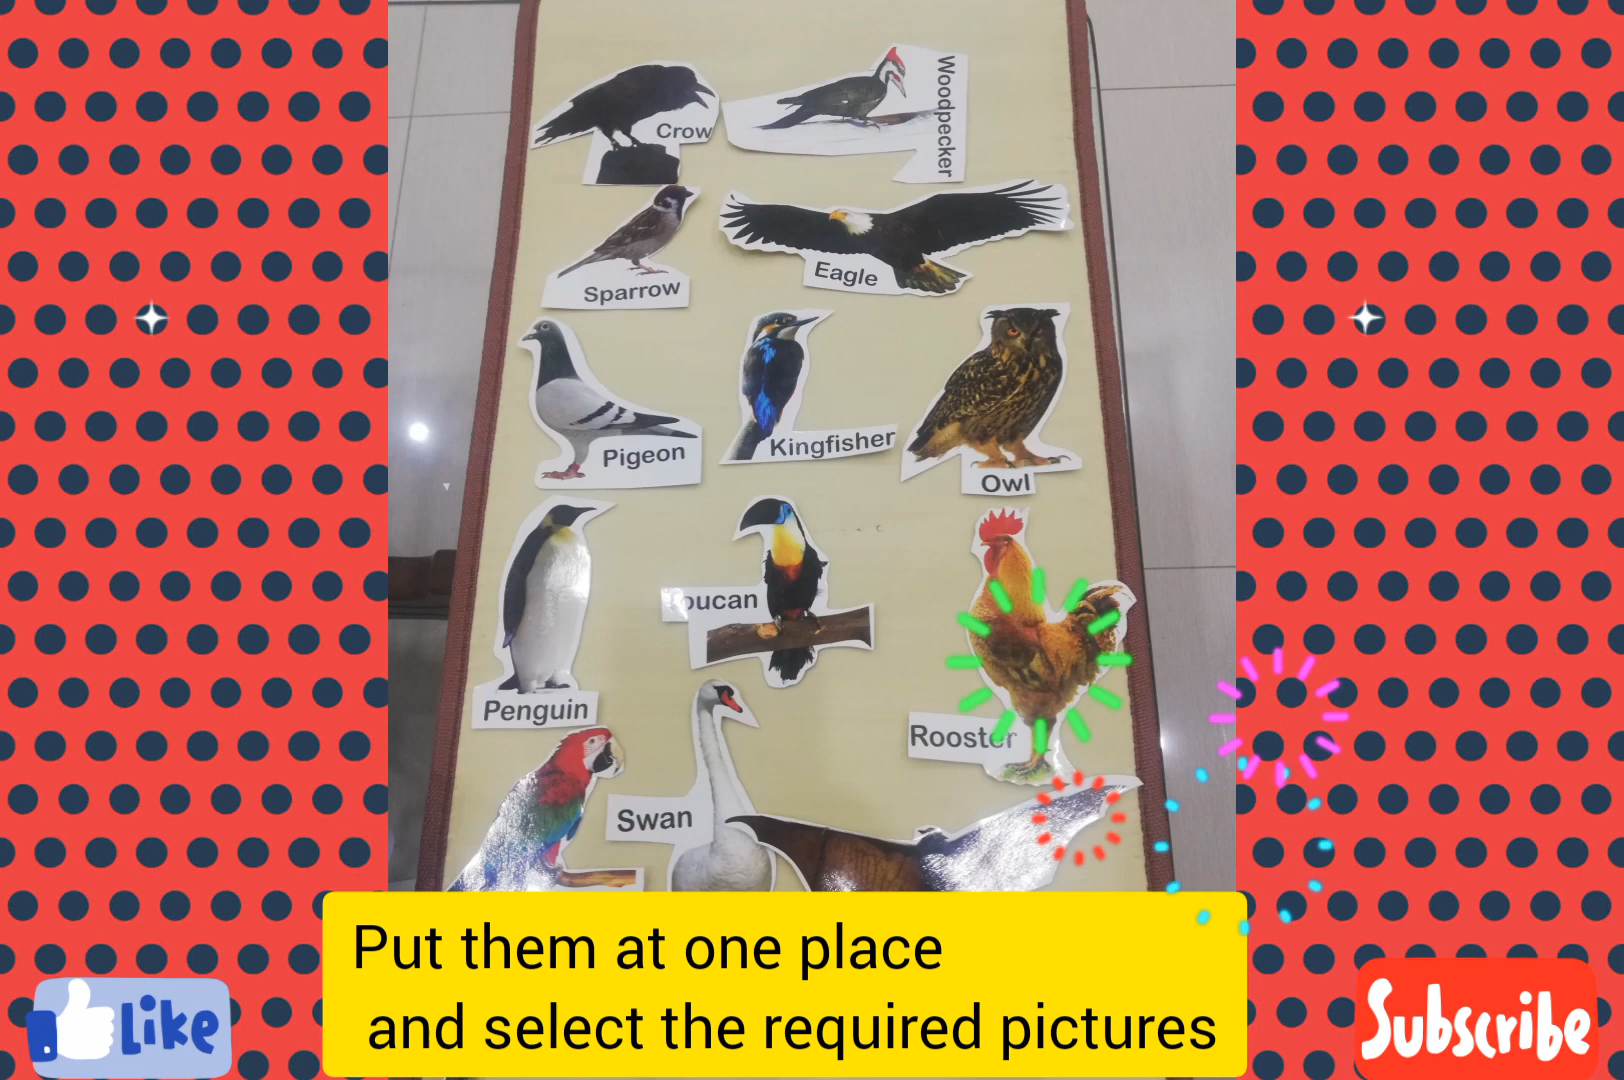 Crow
Woodpecker
Sparrow
Eagle
Pigeon
Kingfisher
Owl
Toucan
Penguin
Rooster
Swan
Put them at one place
and select the required pictures
Like
Subscribe